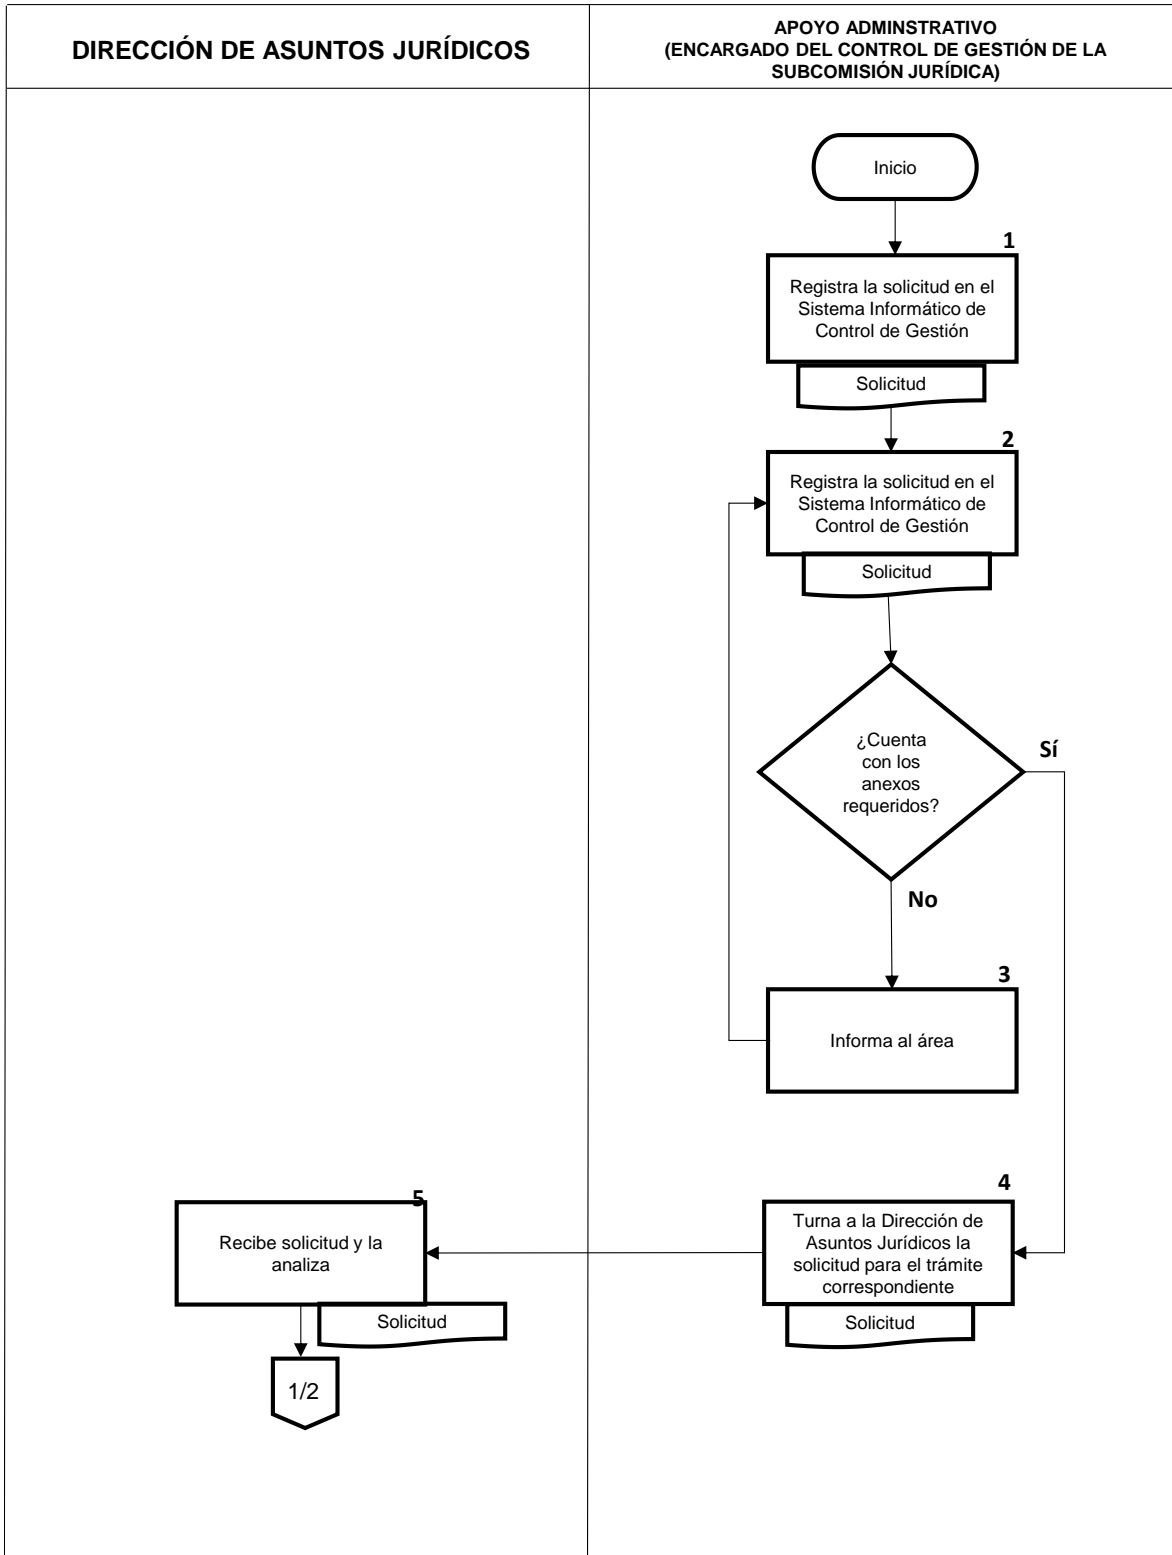 DIRECCIÓN DE ASUNTOS JURÍDICOS
APOYO ADMINSTRATIVO
(ENCARGADO DEL CONTROL DE GESTIÓN DE LA
SUBCOMISIÓN JURÍDICA)
Inicio
1
Registra la solicitud en el
Sistema Informático de
Control de Gestión
Solicitud
2
Registra la solicitud en el
Sistema Informático de
Control de Gestión
Solicitud
¿Cuenta
con los
anexos
requeridos?
Sí
No
3
Informa al área
4
Turna a la Dirección de
Asuntos Jurídicos la
solicitud para el trámite
correspondiente
Solicitud
5
Recibe solicitud y la
analiza
Solicitud
1/2